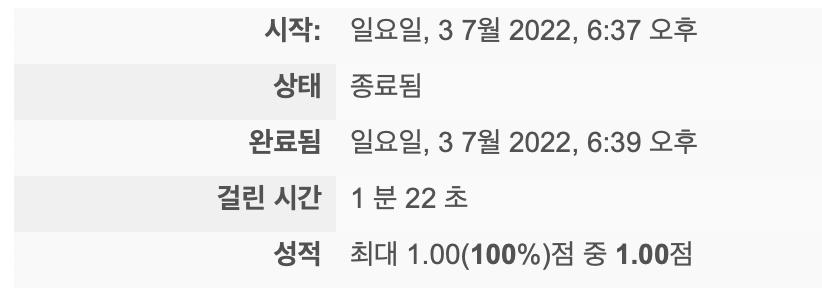 시작: 일요일, 3 7월 2022, 6:37 오후
상태 종료됨
완료됨 일요일, 3 7월 2022, 6:39 오후
걸린 시간 1 분 22 초
성적 최대 1.00(100%)점 중 1.00점